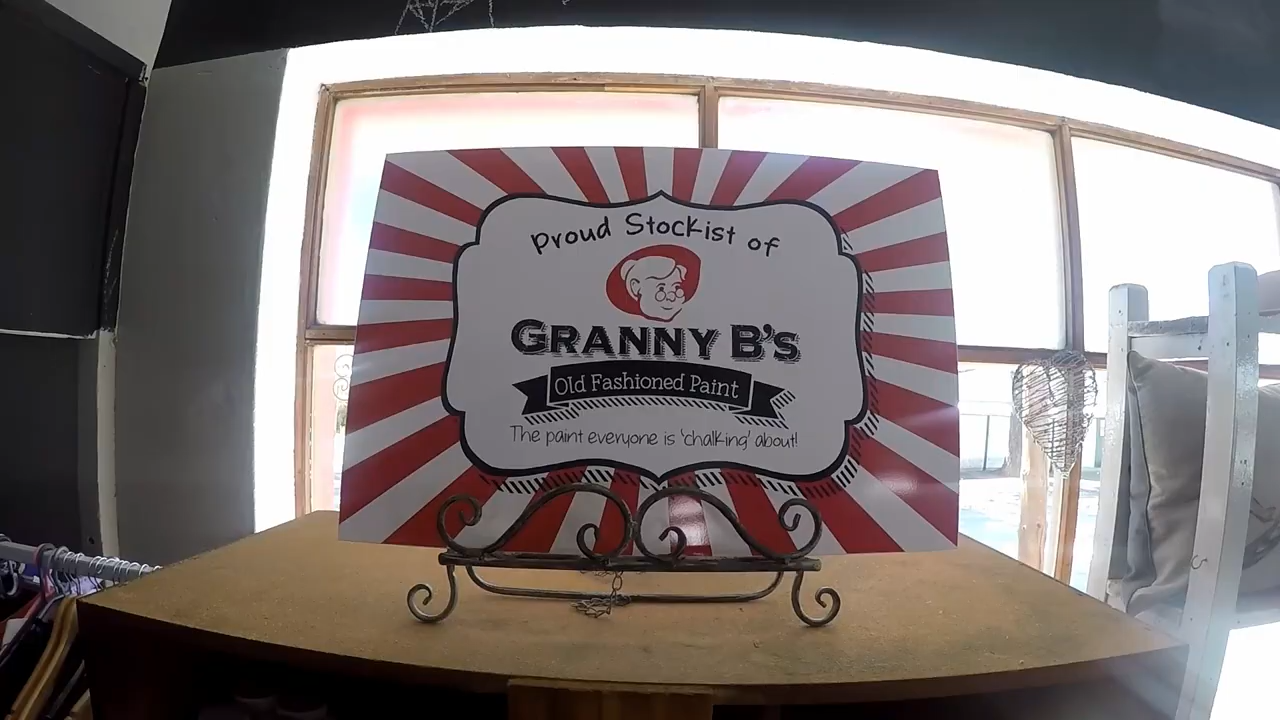 Proud Stockist of
GRANNY B's
Old Fashioned Paint
The paint everyone is 'chalking' about!